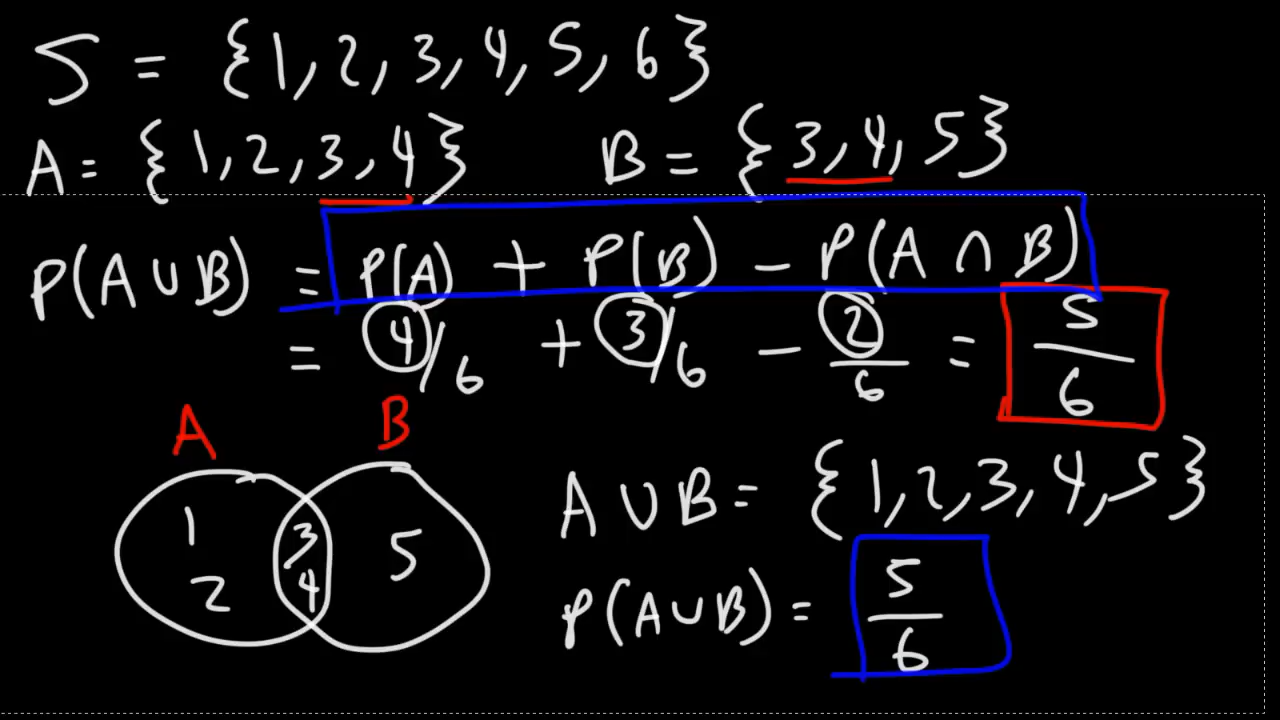 S = {1, 2, 3, 4, 5, 6}
A = {1, 2, 3, 4} B = {3, 4, 5}
P(A ∪ B) = P(A) + P(B) - P(A ∩ B)
= 4/6 + 3/6 - 2/6 = 5/6
A B
1 3 5
2 4
A ∪ B = {1, 2, 3, 4, 5}
P(A ∪ B) = 5/6